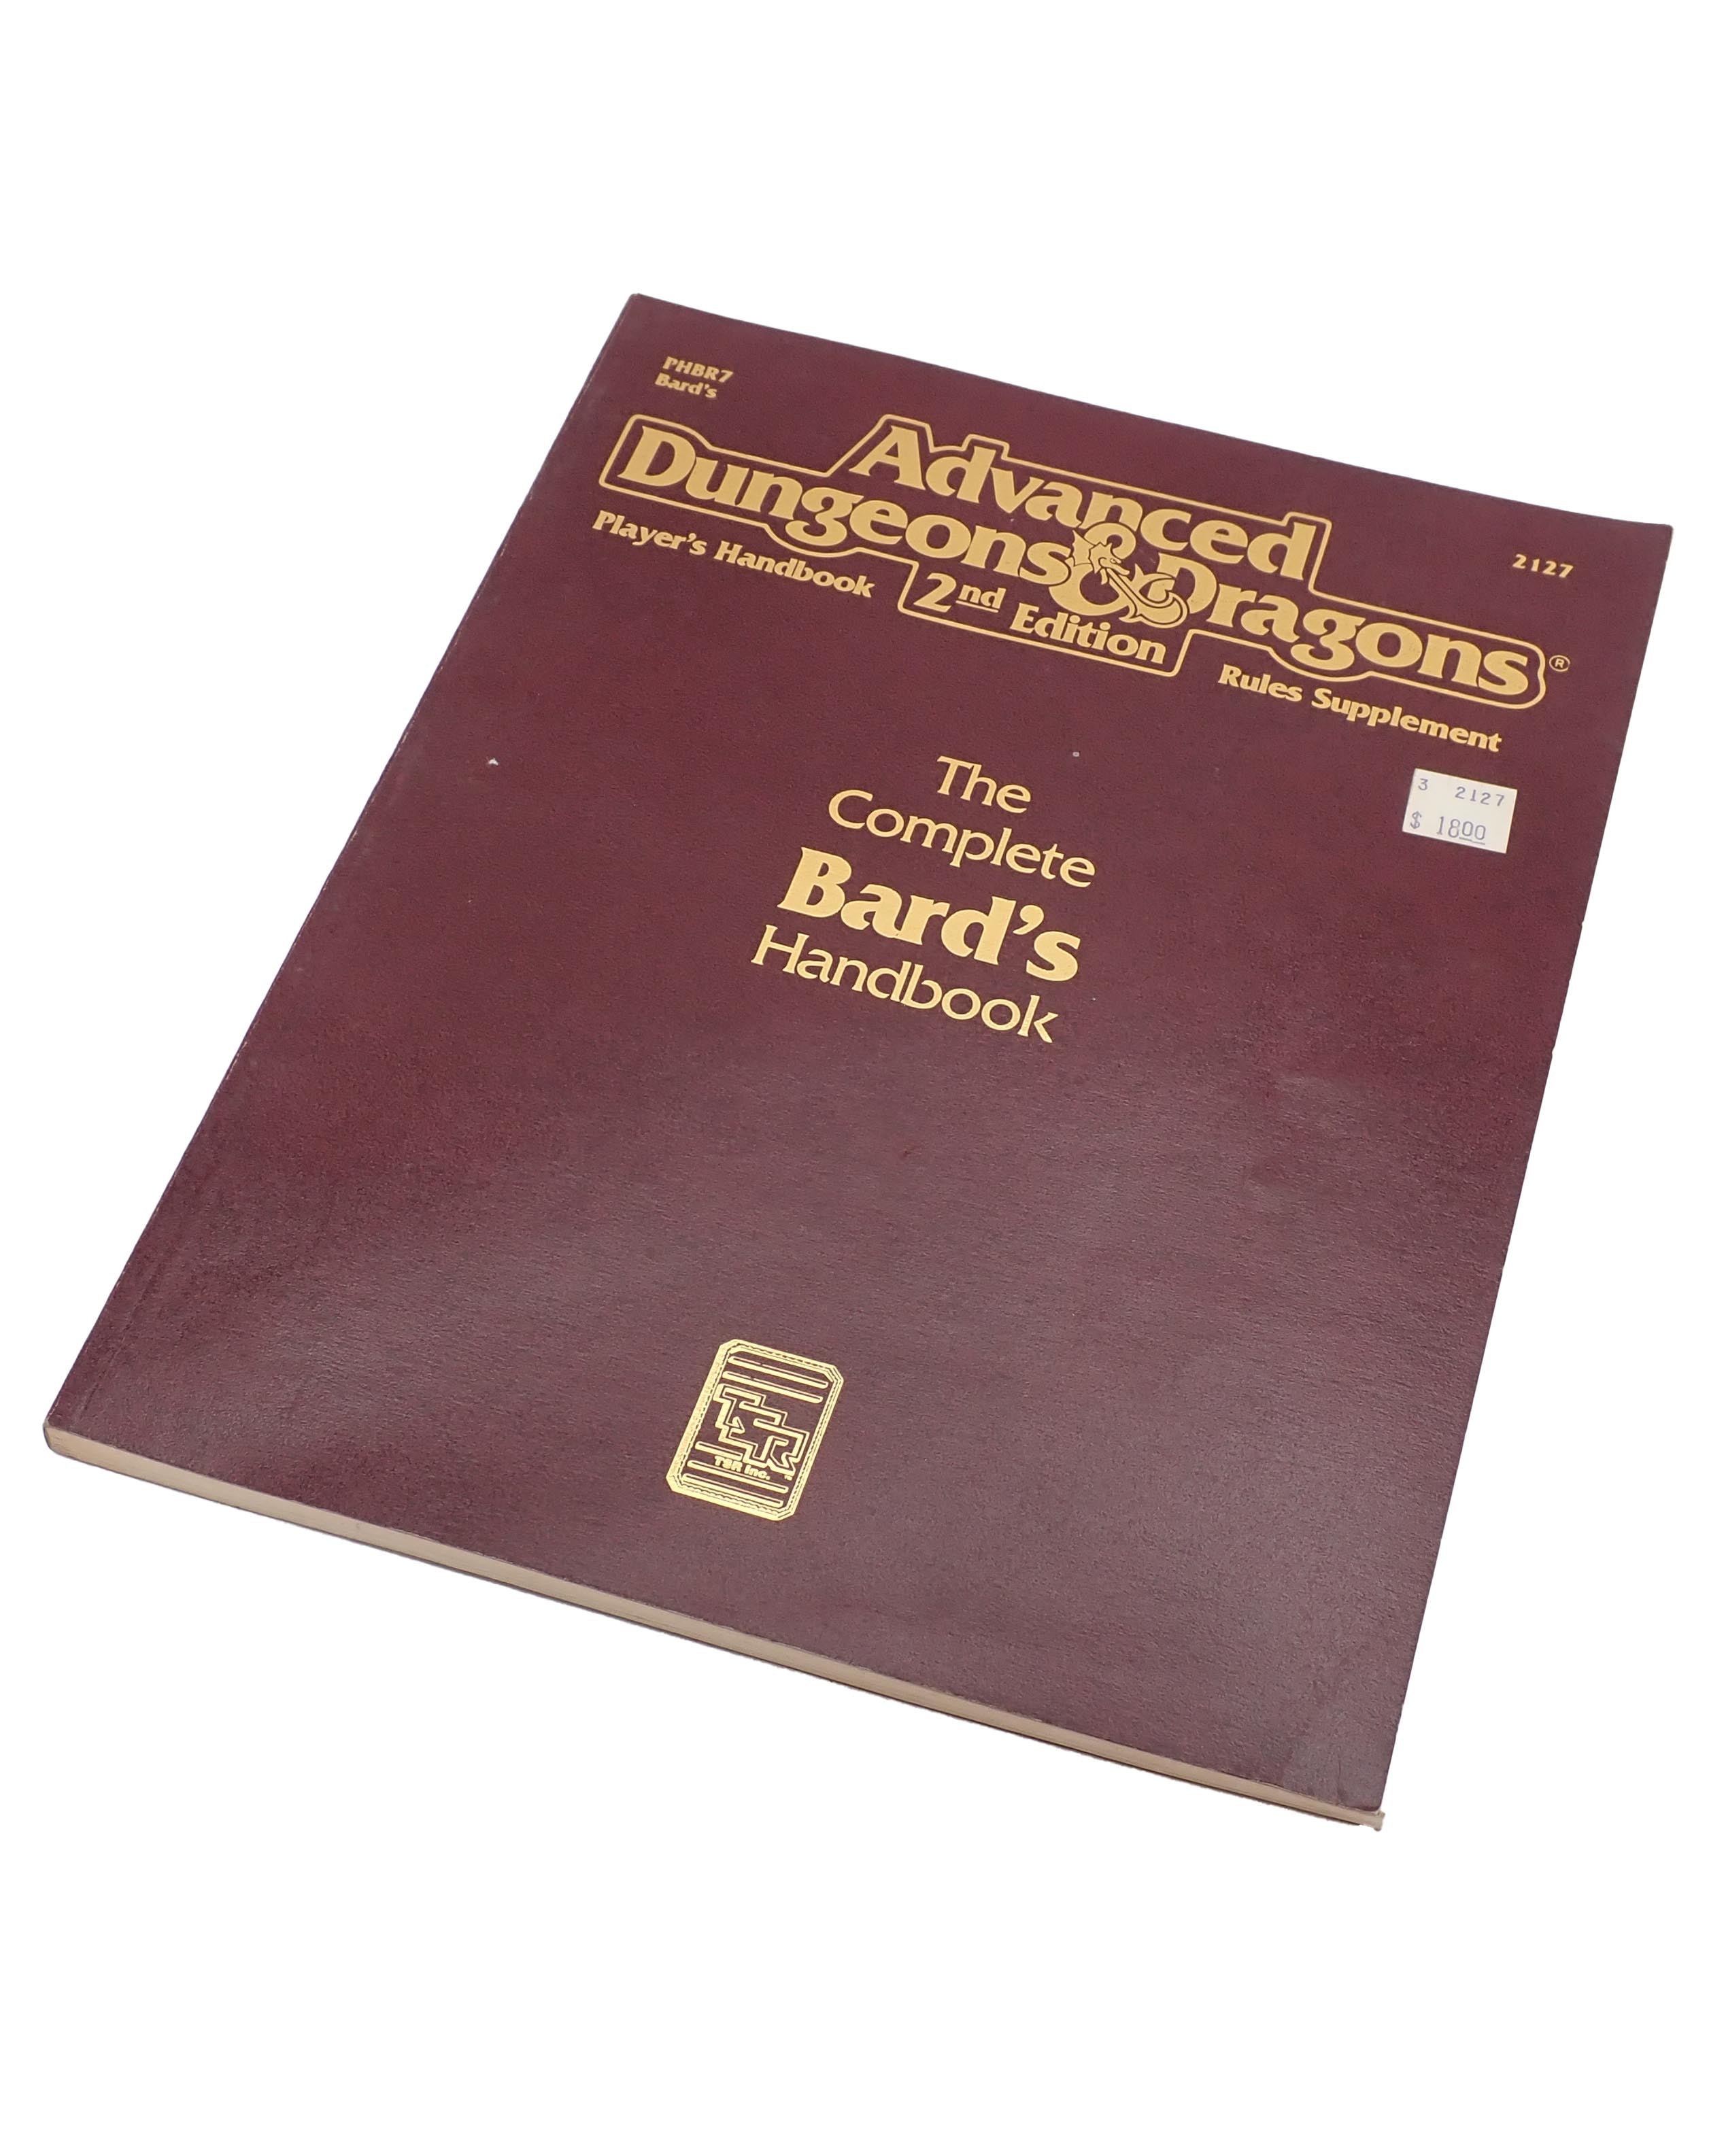 PHBR7
Bard's
2127
Advanced
Dungeons & Dragons®
2nd Edition
Player's Handbook
Rules Supplement
3 2127
$ 1800
The
Complete
Bard's
Handbook
TSR
TSR Inc.™